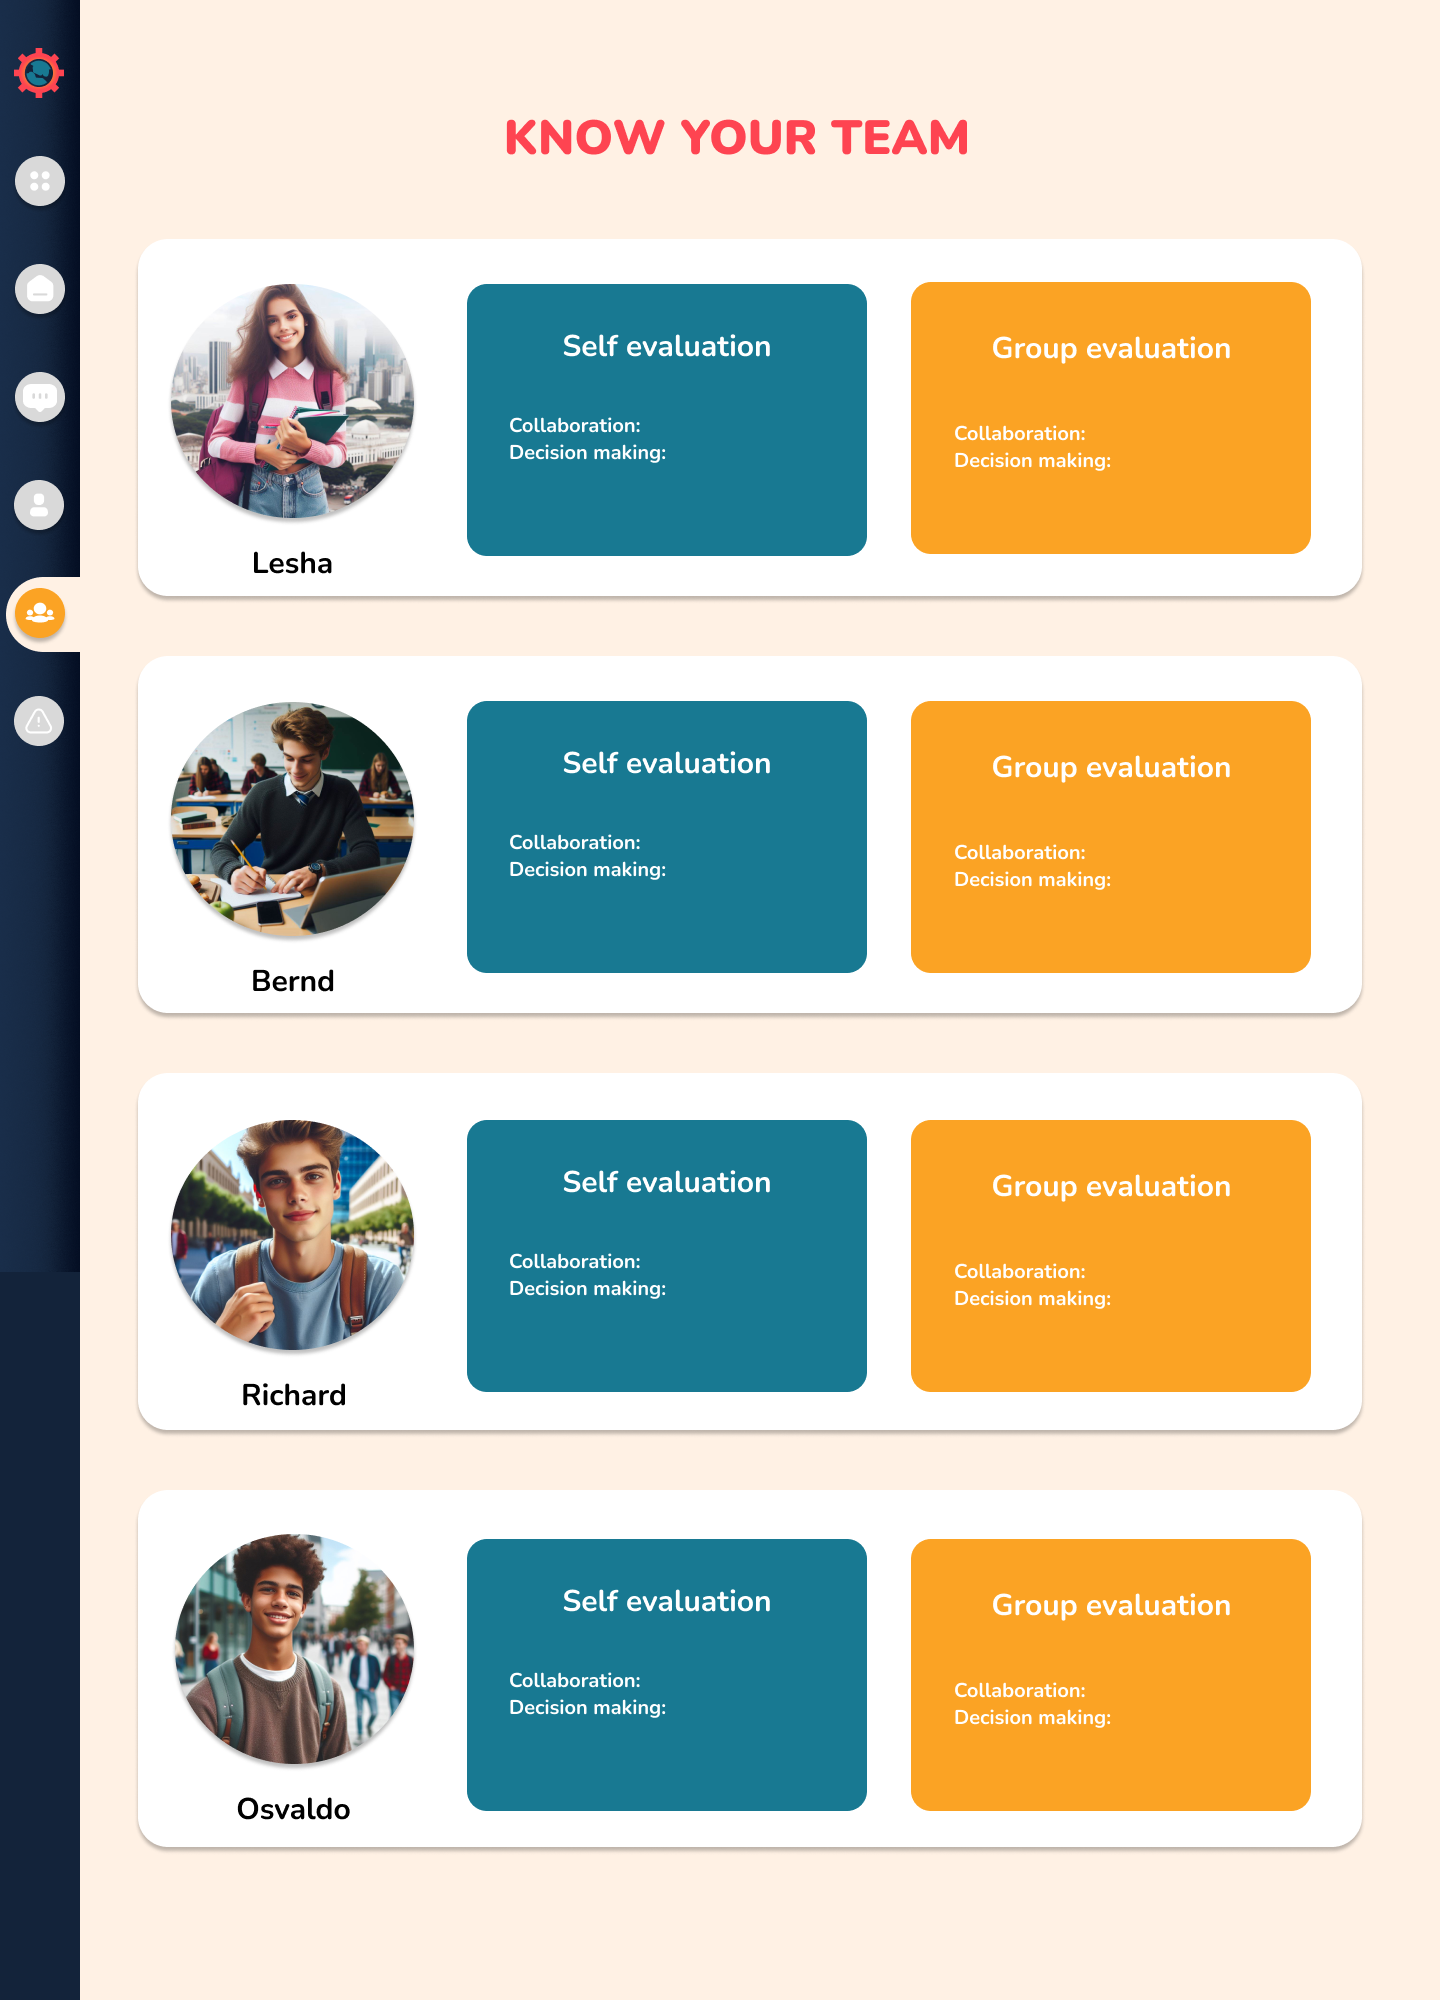 KNOW YOUR TEAM
Self evaluation
Collaboration:
Decision making:
Group evaluation
Collaboration:
Decision making:
Lesha
Self evaluation
Collaboration:
Decision making:
Group evaluation
Collaboration:
Decision making:
Bernd
Self evaluation
Collaboration:
Decision making:
Group evaluation
Collaboration:
Decision making:
Richard
Self evaluation
Collaboration:
Decision making:
Group evaluation
Collaboration:
Decision making:
Osvaldo